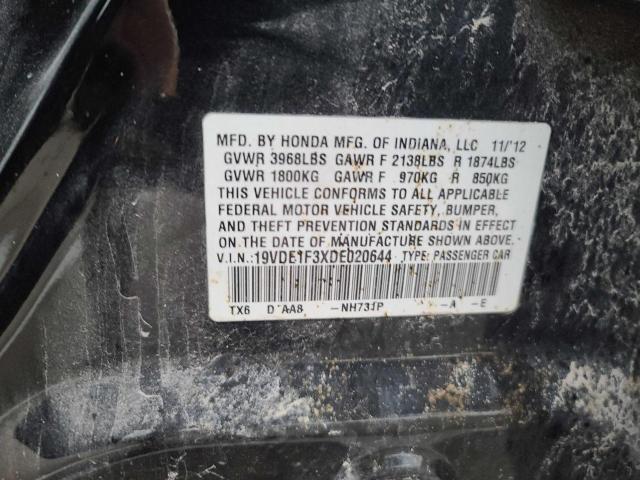 MFD. BY HONDA MFG. OF INDIANA, LLC 11/'12
GVWR 3968LBS GAWR F 2138LBS R 1874LBS
GVWR 1800KG GAWR F 970KG R 850KG
THIS VEHICLE CONFORMS TO ALL APPLICABLE
FEDERAL MOTOR VEHICLE SAFETY, BUMPER,
AND THEFT PREVENTION STANDARDS IN EFFECT
ON THE DATE OF MANUFACTURE SHOWN ABOVE.
V.I.N.:19VDE1F3XDE020644 TYPE: PASSENGER CAR
TX6 -NH731P -A -E